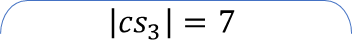 |cs₃| = 7